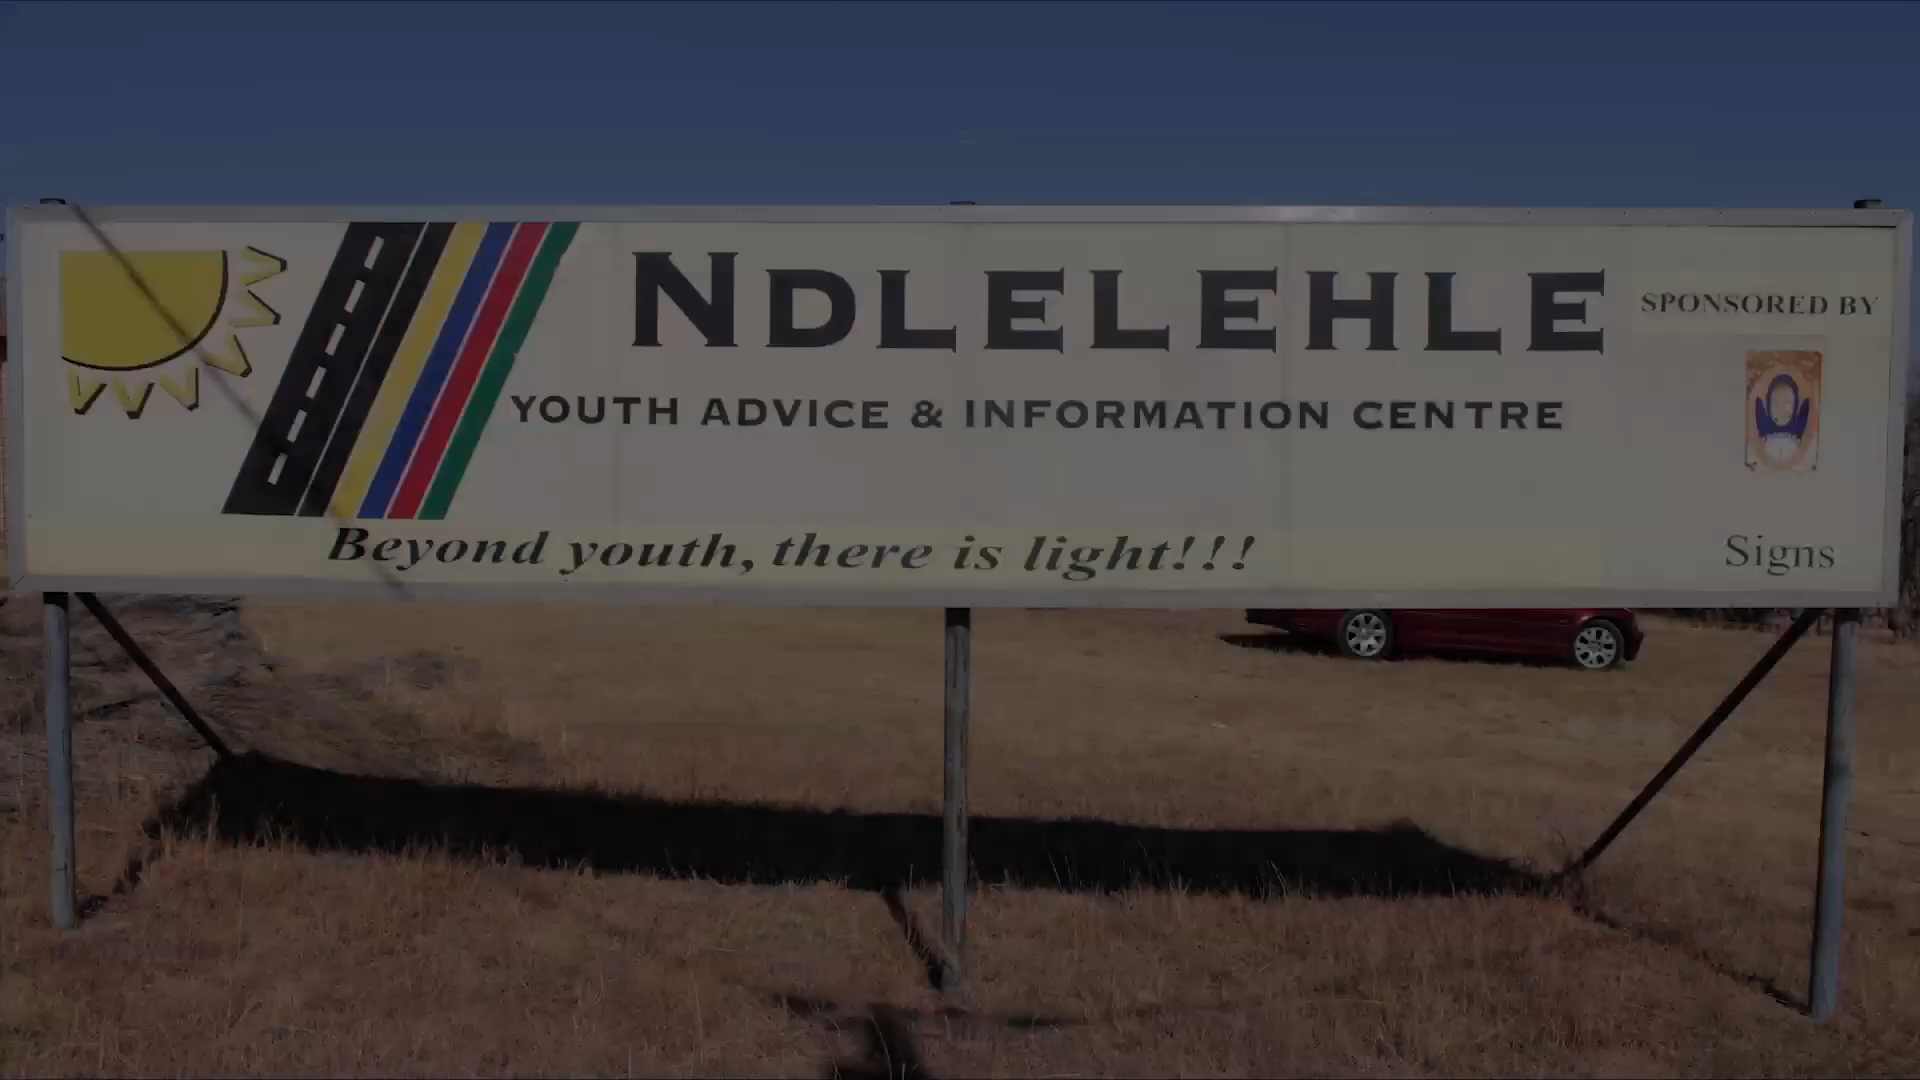 NDLELEHLE
YOUTH ADVICE & INFORMATION CENTRE
Beyond youth, there is light!!!
SPONSORED BY
Signs